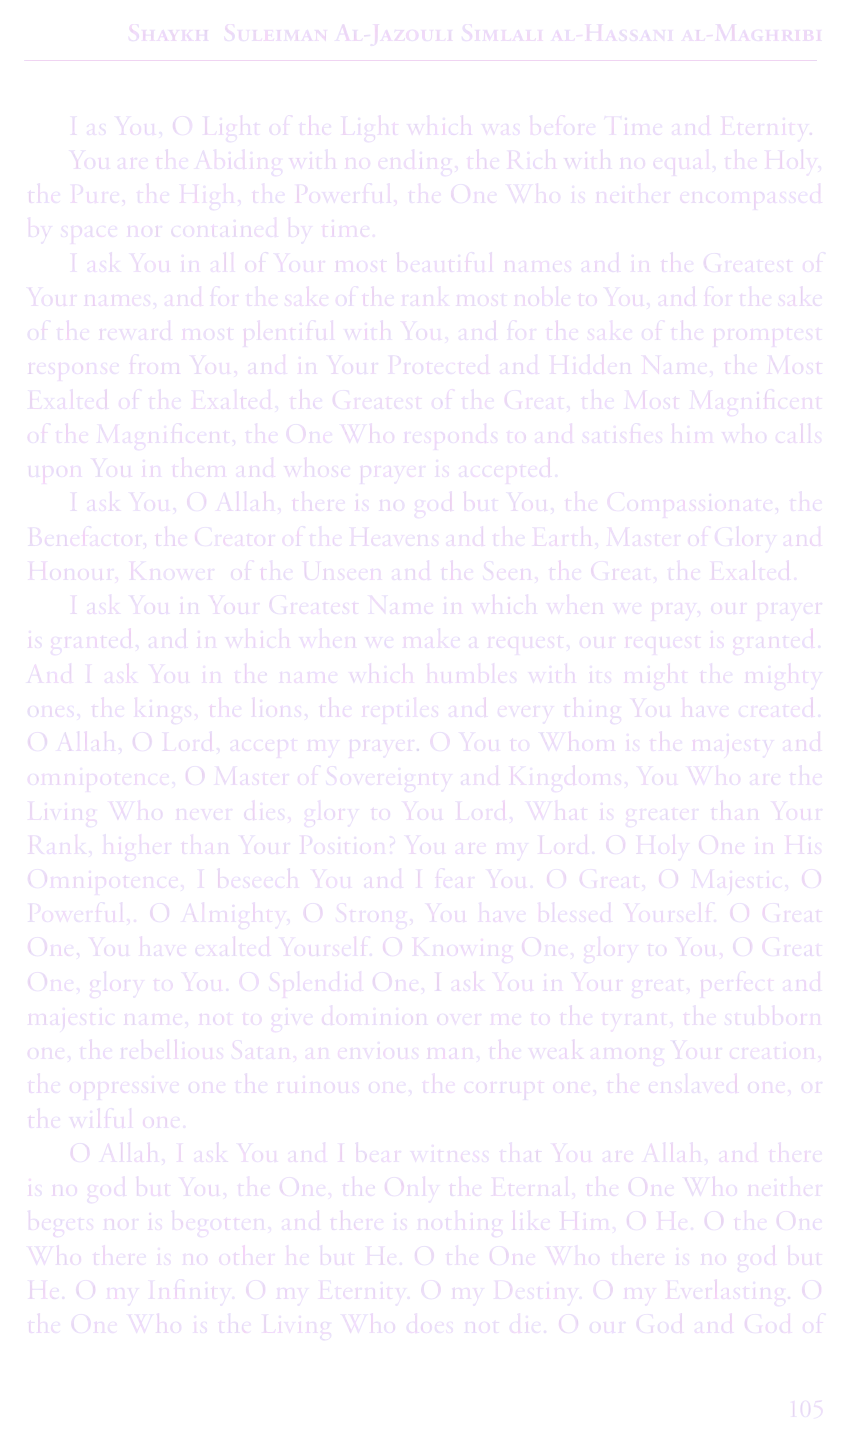 Shaykh Suleiman Al-Jazouli Simlali al-Hassani al-Maghribi
I as You, O Light of the Light which was before Time and Eternity.
You are the Abiding with no ending, the Rich with no equal, the Holy,
the Pure, the High, the Powerful, the One Who is neither encompassed
by space nor contained by time.
I ask You in all of Your most beautiful names and in the Greatest of
Your names, and for the sake of the rank most noble to You, and for the sake
of the reward most plentiful with You, and for the sake of the promptest
response from You, and in Your Protected and Hidden Name, the Most
Exalted of the Exalted, the Greatest of the Great, the Most Magnificent
of the Magnificent, the One Who responds to and satisfies him who calls
upon You in them and whose prayer is accepted.
I ask You, O Allah, there is no god but You, the Compassionate, the
Benefactor, the Creator of the Heavens and the Earth, Master of Glory and
Honour, Knower of the Unseen and the Seen, the Great, the Exalted.
I ask You in Your Greatest Name in which when we pray, our prayer
is granted, and in which when we make a request, our request is granted.
And I ask You in the name which humbles with its might the mighty
ones, the kings, the lions, the reptiles and every thing You have created.
O Allah, O Lord, accept my prayer. O You to Whom is the majesty and
omnipotence, O Master of Sovereignty and Kingdoms, You Who are the
Living Who never dies, glory to You Lord, What is greater than Your
Rank, higher than Your Position? You are my Lord. O Holy One in His
Omnipotence, I beseech You and I fear You. O Great, O Majestic, O
Powerful,. O Almighty, O Strong, You have blessed Yourself. O Great
One, You have exalted Yourself. O Knowing One, glory to You, O Great
One, glory to You. O Splendid One, I ask You in Your great, perfect and
majestic name, not to give dominion over me to the tyrant, the stubborn
one, the rebellious Satan, an envious man, the weak among Your creation,
the oppressive one the ruinous one, the corrupt one, the enslaved one, or
the wilful one.
O Allah, I ask You and I bear witness that You are Allah, and there
is no god but You, the One, the Only the Eternal, the One Who neither
begets nor is begotten, and there is nothing like Him, O He. O the One
Who there is no other he but He. O the One Who there is no god but
He. O my Infinity. O my Eternity. O my Destiny. O my Everlasting. O
the One Who is the Living Who does not die. O our God and God of
105